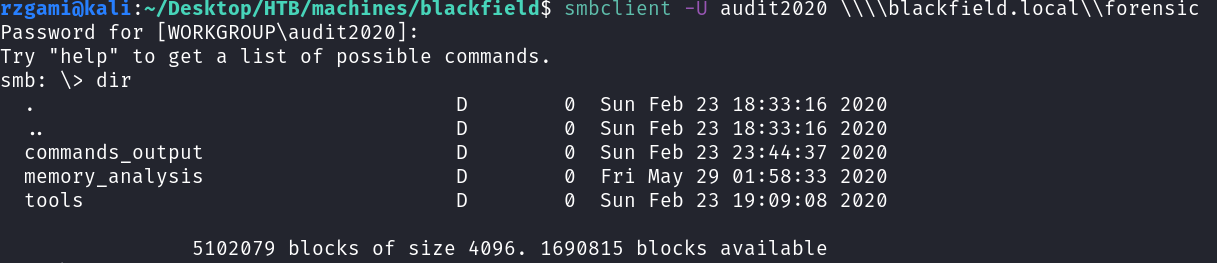 rzgami@kali:~/Desktop/HTB/machines/blackfield$ smbclient -U audit2020 \\\\blackfield.local\\forensic
Password for [WORKGROUP\audit2020]:
Try "help" to get a list of possible commands.
smb: \> dir
  .                                   D        0  Sun Feb 23 18:33:16 2020
  ..                                  D        0  Sun Feb 23 18:33:16 2020
  commands_output                     D        0  Sun Feb 23 23:44:37 2020
  memory_analysis                     D        0  Fri May 29 01:58:33 2020
  tools                               D        0  Sun Feb 23 19:09:08 2020
                5102079 blocks of size 4096. 1690815 blocks available